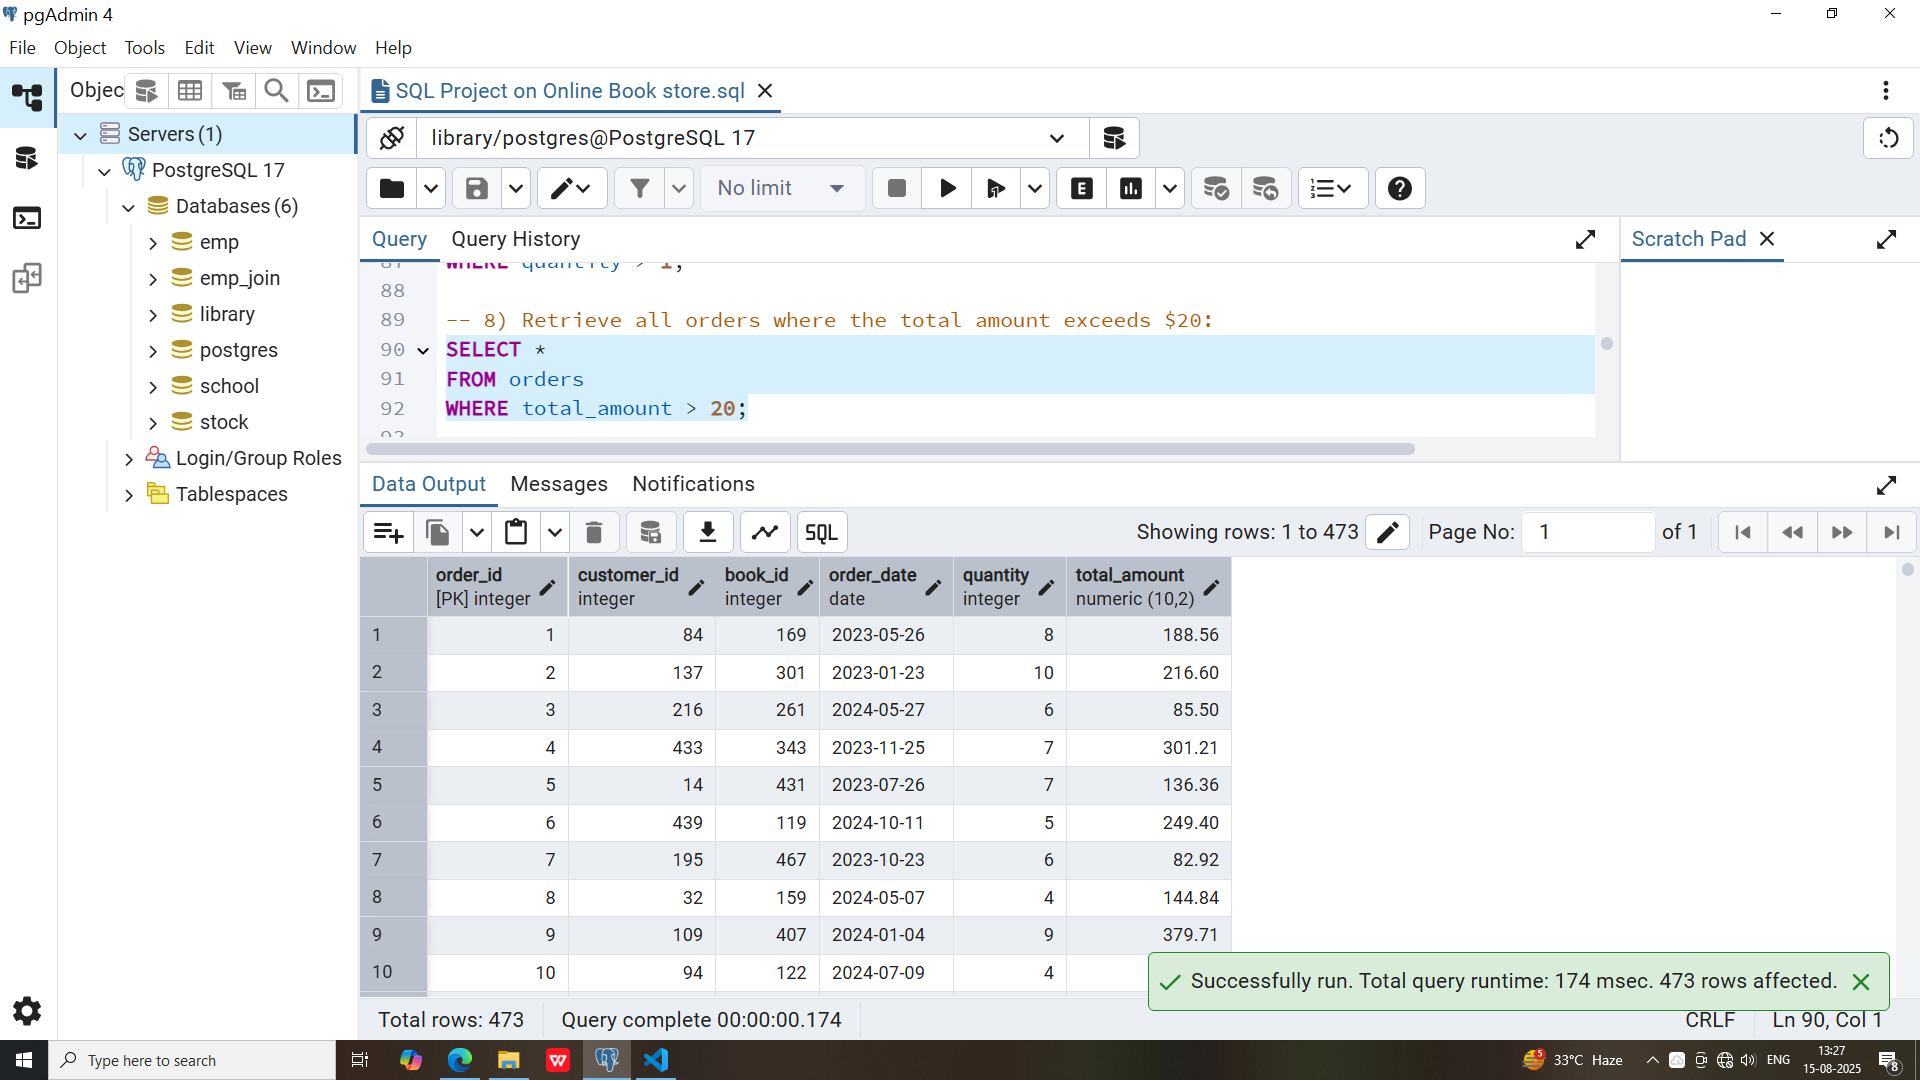 pgAdmin 4
File Object Tools Edit View Window Help
Objec
SQL Project on Online Book store.sql
Servers (1)
PostgreSQL 17
Databases (6)
emp
emp_join
library
postgres
school
stock
Login/Group Roles
Tablespaces
library/postgres@PostgreSQL 17
No limit
E
Query Query History
Scratch Pad
87 WHERE quantity > 1;
88
89 -- 8) Retrieve all orders where the total amount exceeds $20:
90 SELECT *
91 FROM orders
92 WHERE total_amount > 20;
93
Data Output Messages Notifications
SQL Showing rows: 1 to 473 Page No: 1 of 1
order_id customer_id book_id order_date quantity total_amount
[PK] integer integer integer date integer numeric (10,2)
1 1 84 169 2023-05-26 8 188.56
2 2 137 301 2023-01-23 10 216.60
3 3 216 261 2024-05-27 6 85.50
4 4 433 343 2023-11-25 7 301.21
5 5 14 431 2023-07-26 7 136.36
6 6 439 119 2024-10-11 5 249.40
7 7 195 467 2023-10-23 6 82.92
8 8 32 159 2024-05-07 4 144.84
9 9 109 407 2024-01-04 9 379.71
10 10 94 122 2024-07-09 4
Successfully run. Total query runtime: 174 msec. 473 rows affected.
Total rows: 473 Query complete 00:00:00.174 CRLF Ln 90, Col 1
Type here to search
W
5
33°C Haze
ENG
13:27
15-08-2025
8